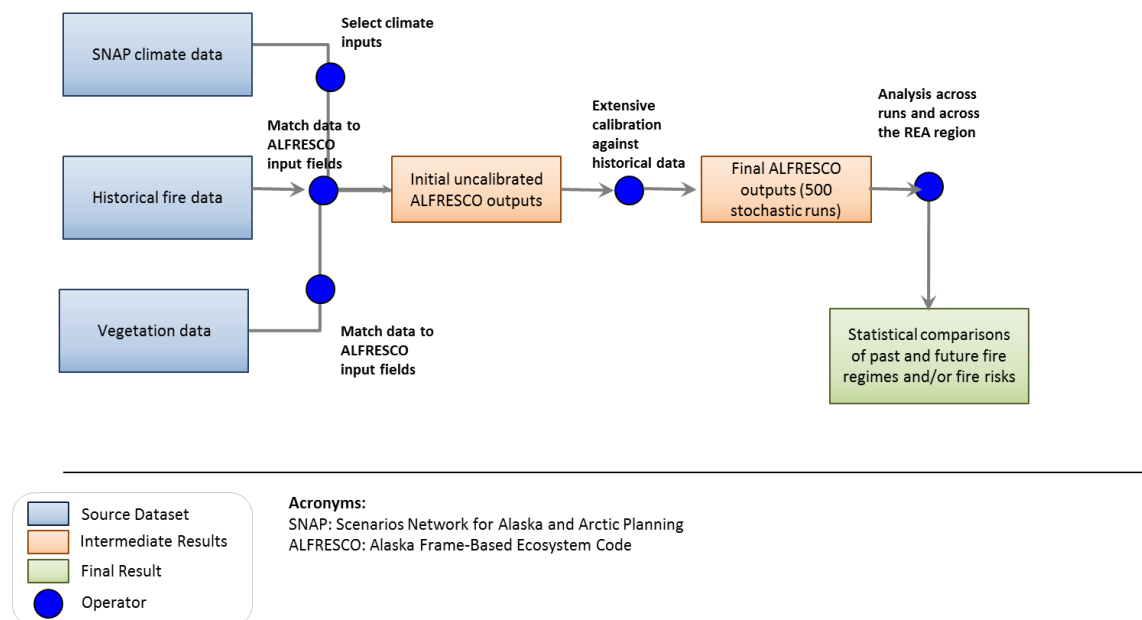 SNAP climate data
Select climate
inputs
Match data to
ALFRESCO
input fields
Historical fire data
Vegetation data
Match data to
ALFRESCO
input fields
Initial uncalibrated
ALFRESCO outputs
Extensive
calibration
against
historical data
Final ALFRESCO
outputs (500
stochastic runs)
Analysis across
runs and across
the REA region
Statistical comparisons
of past and future fire
regimes and/or fire risks
Source Dataset
Intermediate Results
Final Result
Operator
Acronyms:
SNAP: Scenarios Network for Alaska and Arctic Planning
ALFRESCO: Alaska Frame-Based Ecosystem Code